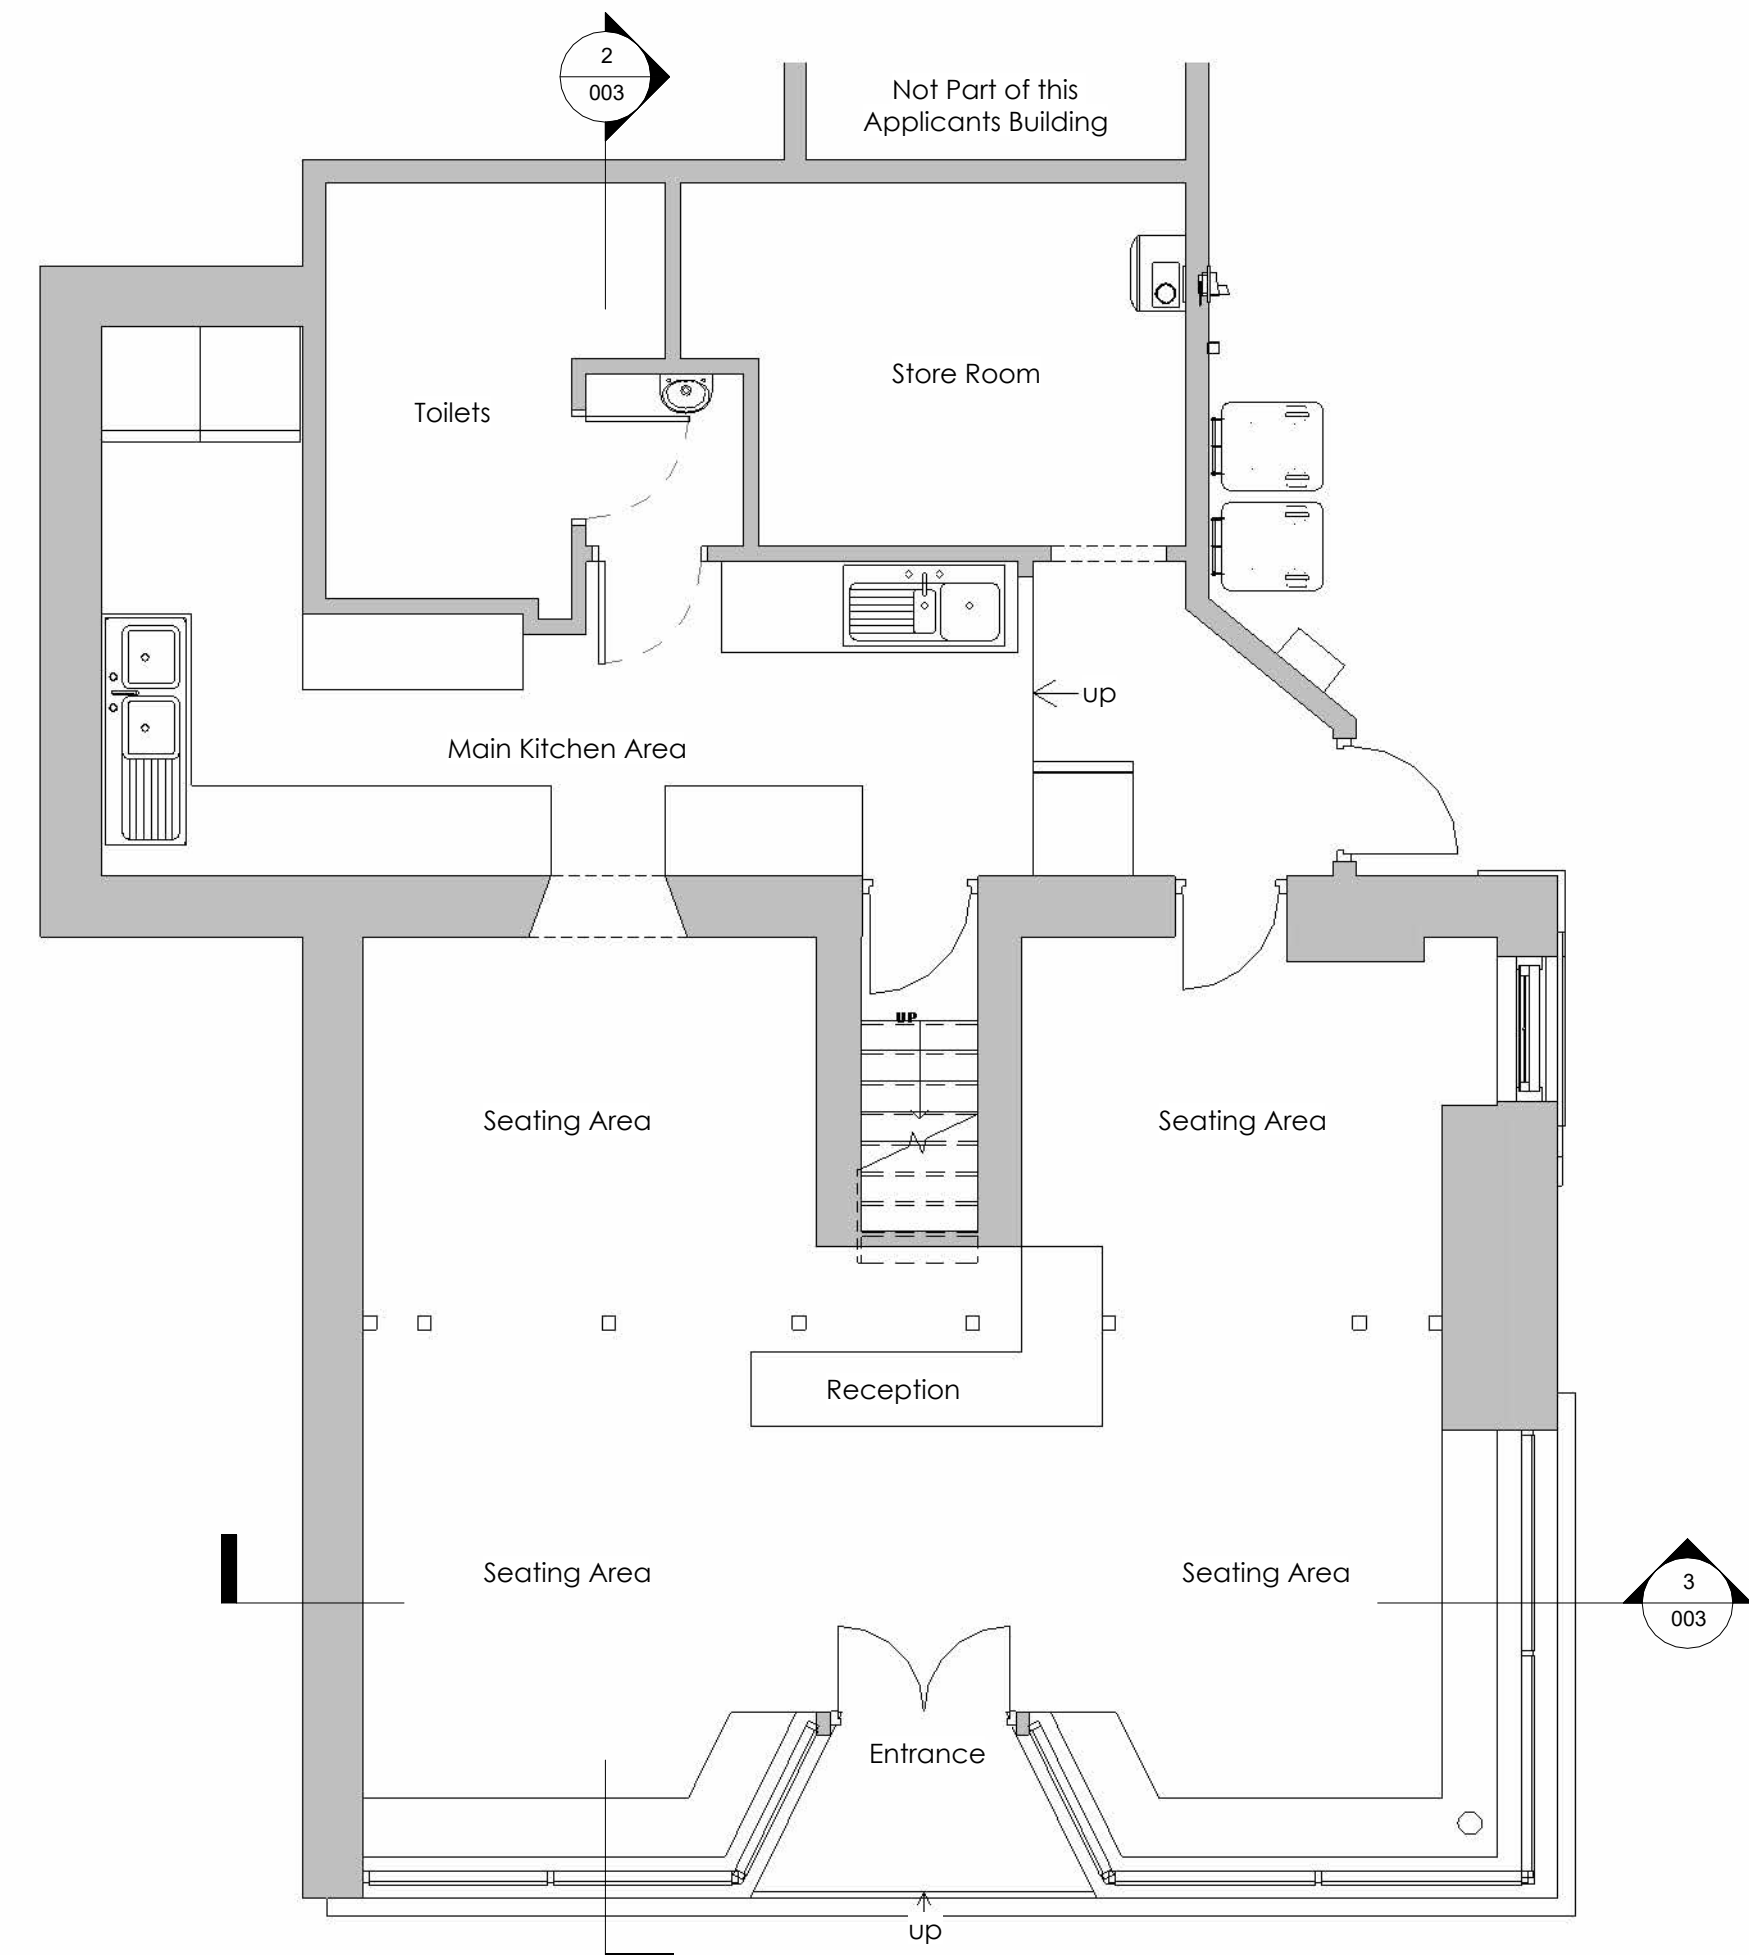 2
003
Not Part of this
Applicants Building
Store Room
Toilets
up
Main Kitchen Area
UP
Seating Area
Seating Area
Reception
Seating Area
Seating Area
3
003
Entrance
up